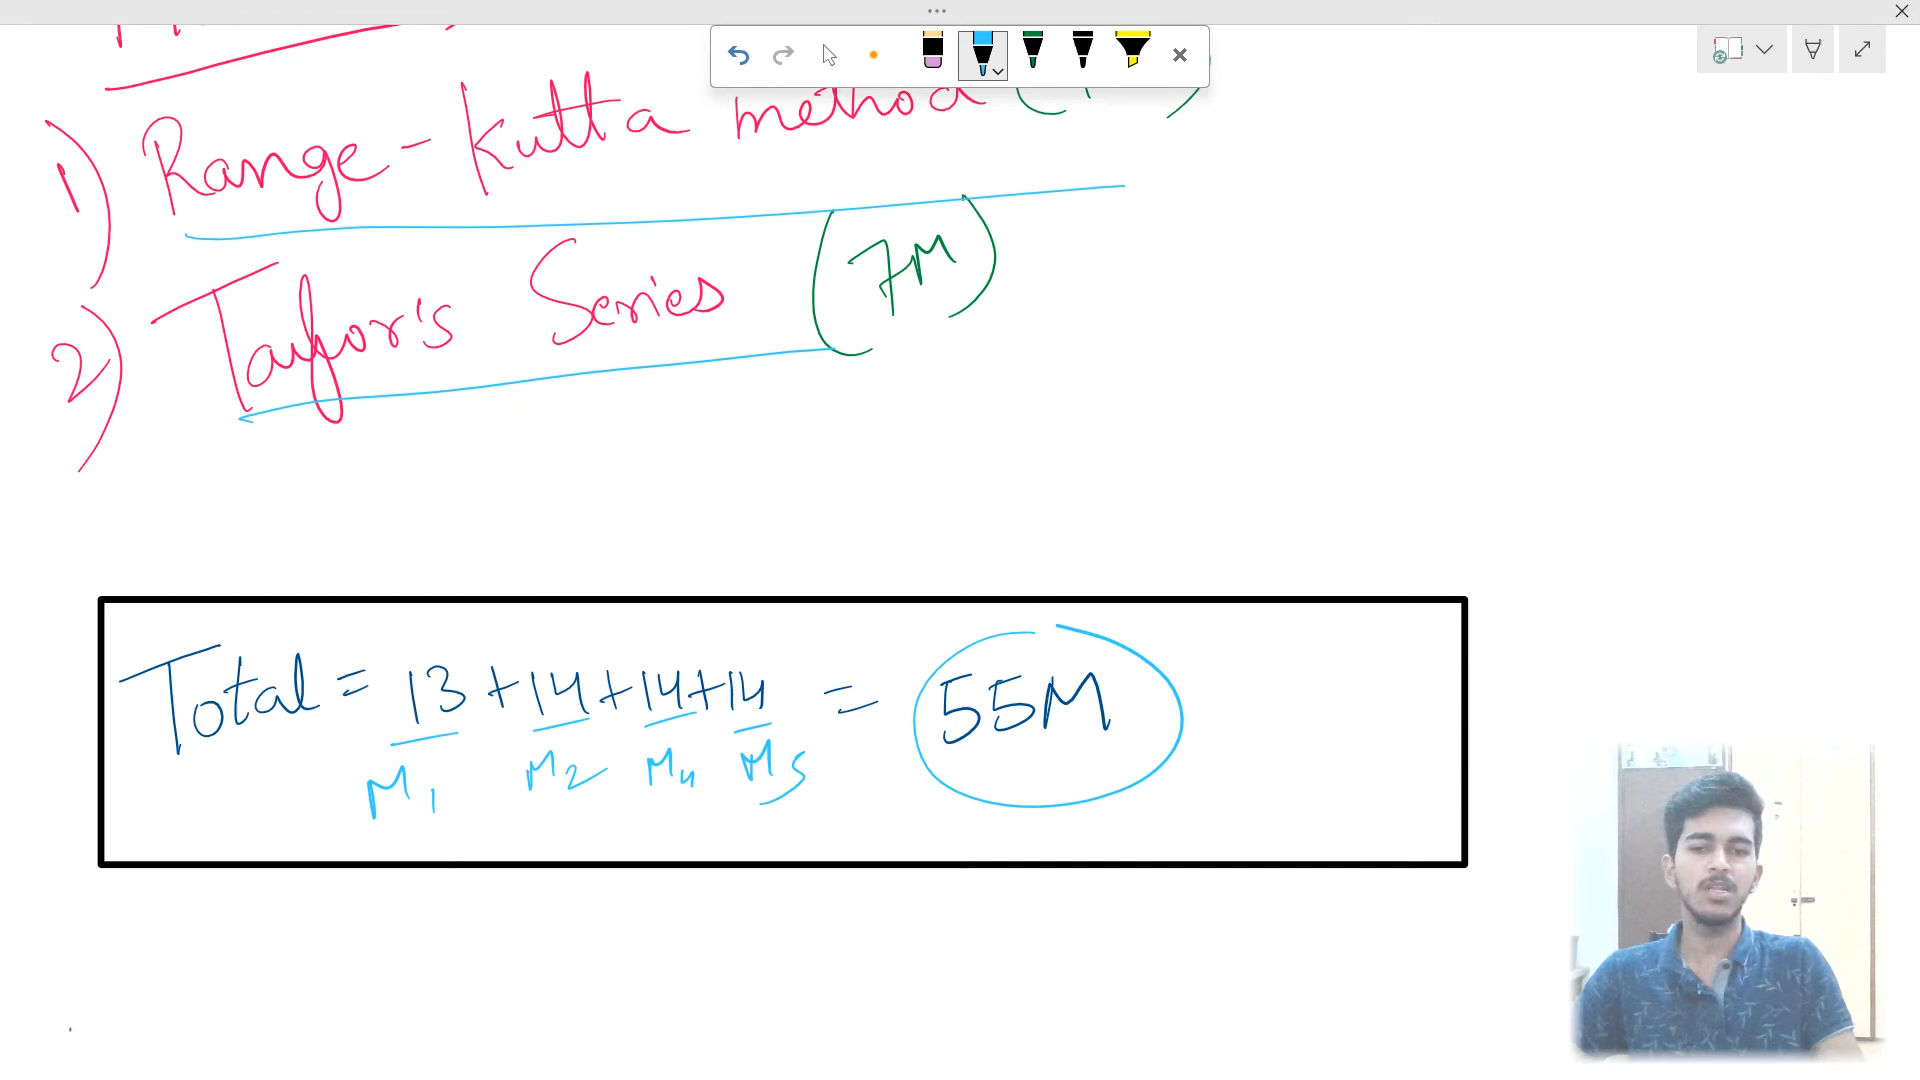 1) Range-Kutta method
2) Taylor's Series (7M)
Total = 13 + 14 + 14 + 14 = 55M
M1 M2 M4 M5